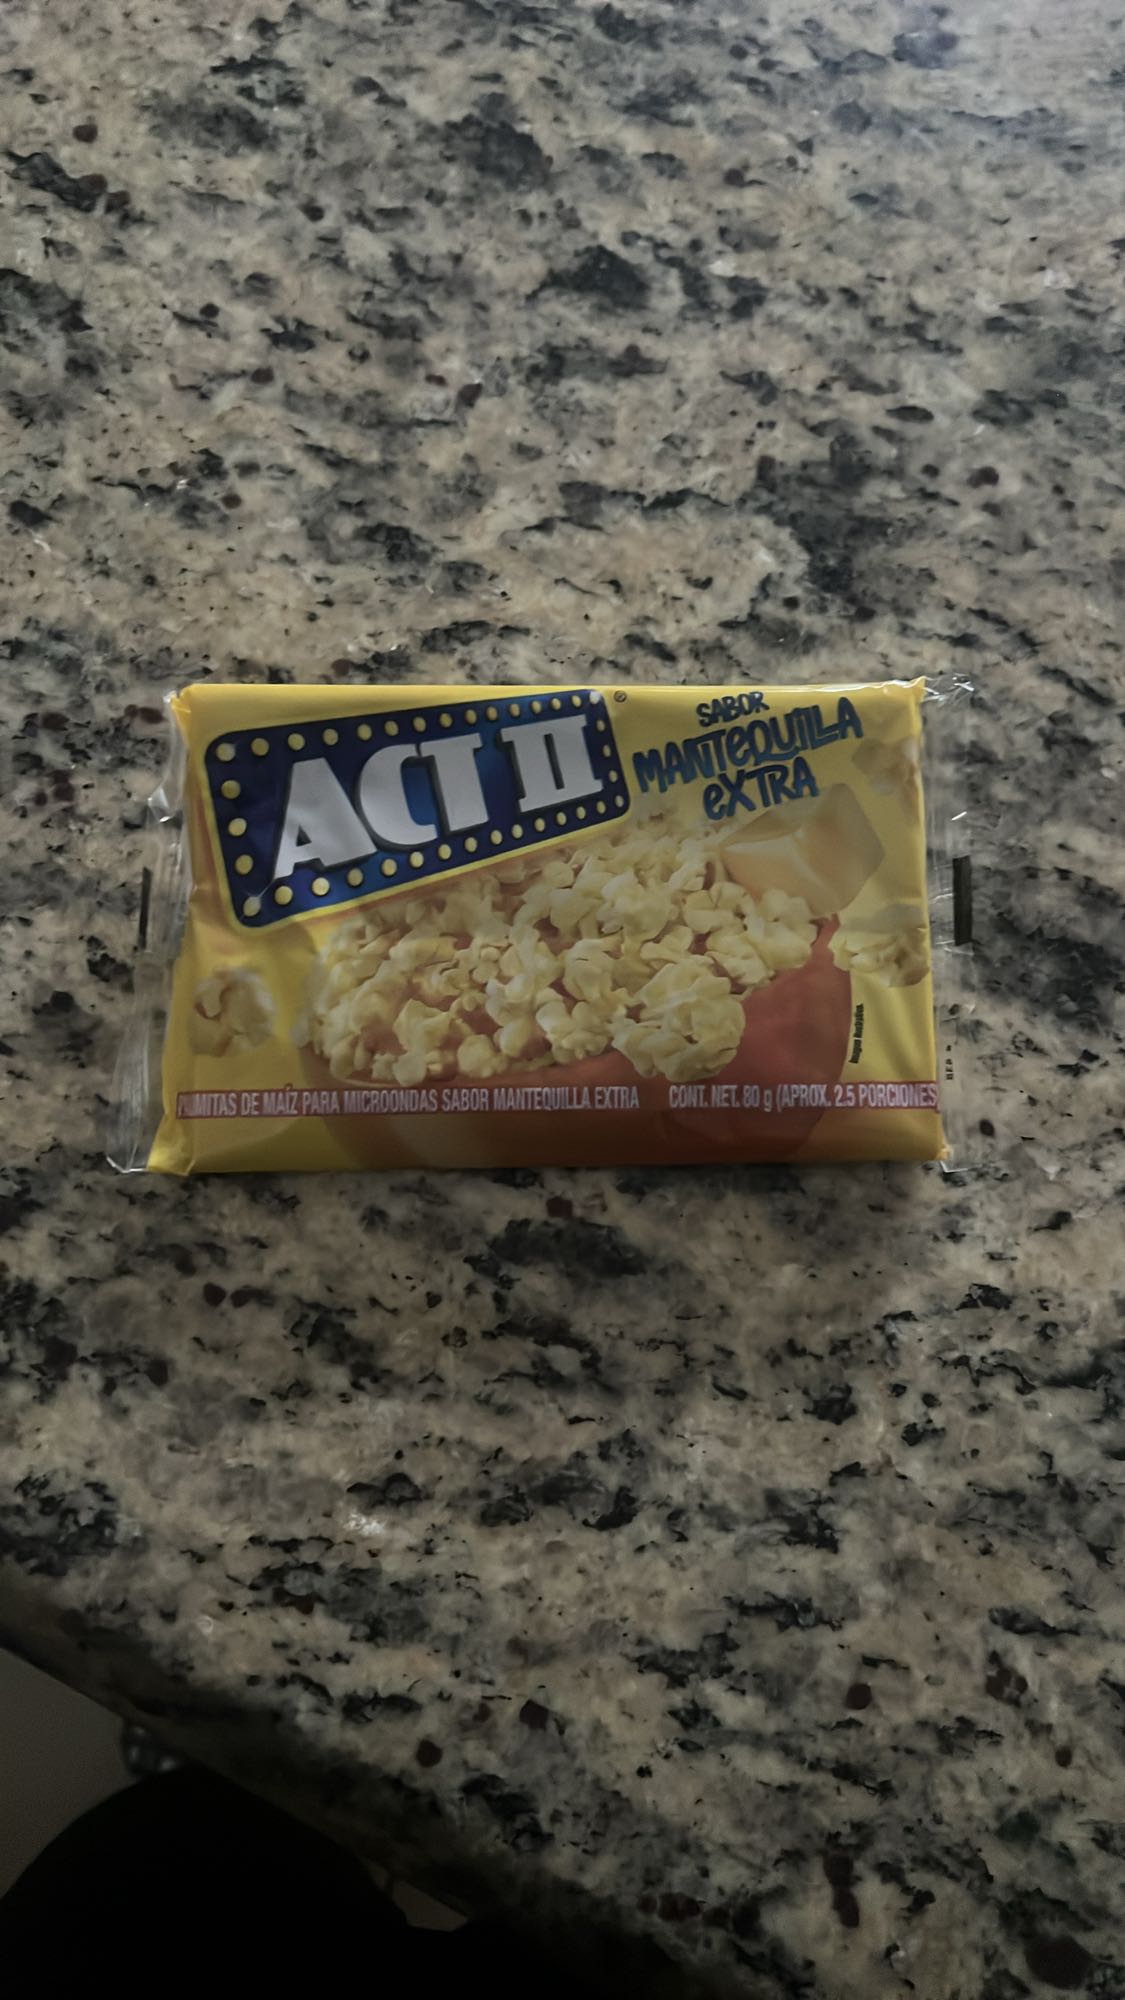 ACT II
®
SABOR
MANTEQUILLA
EXTRA
DE MAÍZ PARA MICROONDAS SABOR MANTEQUILLA EXTRA
CONT. NET. 80 g (APROX. 2.5 PORCIONES)